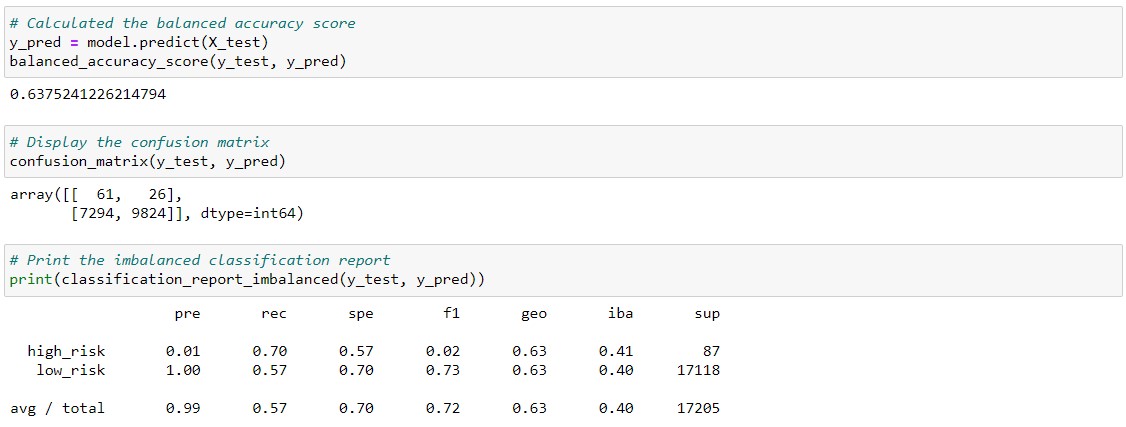 # Calculated the balanced accuracy score
y_pred = model.predict(X_test)
balanced_accuracy_score(y_test, y_pred)
0.6375241226214794
# Display the confusion matrix
confusion_matrix(y_test, y_pred)
array([[  61,   26],
       [7294, 9824]], dtype=int64)
# Print the imbalanced classification report
print(classification_report_imbalanced(y_test, y_pred))
                   pre       rec       spe        f1       geo       iba       sup
  high_risk       0.01      0.70      0.57      0.02      0.63      0.41        87
   low_risk       1.00      0.57      0.70      0.73      0.63      0.40     17118
avg / total       0.99      0.57      0.70      0.72      0.63      0.40     17205